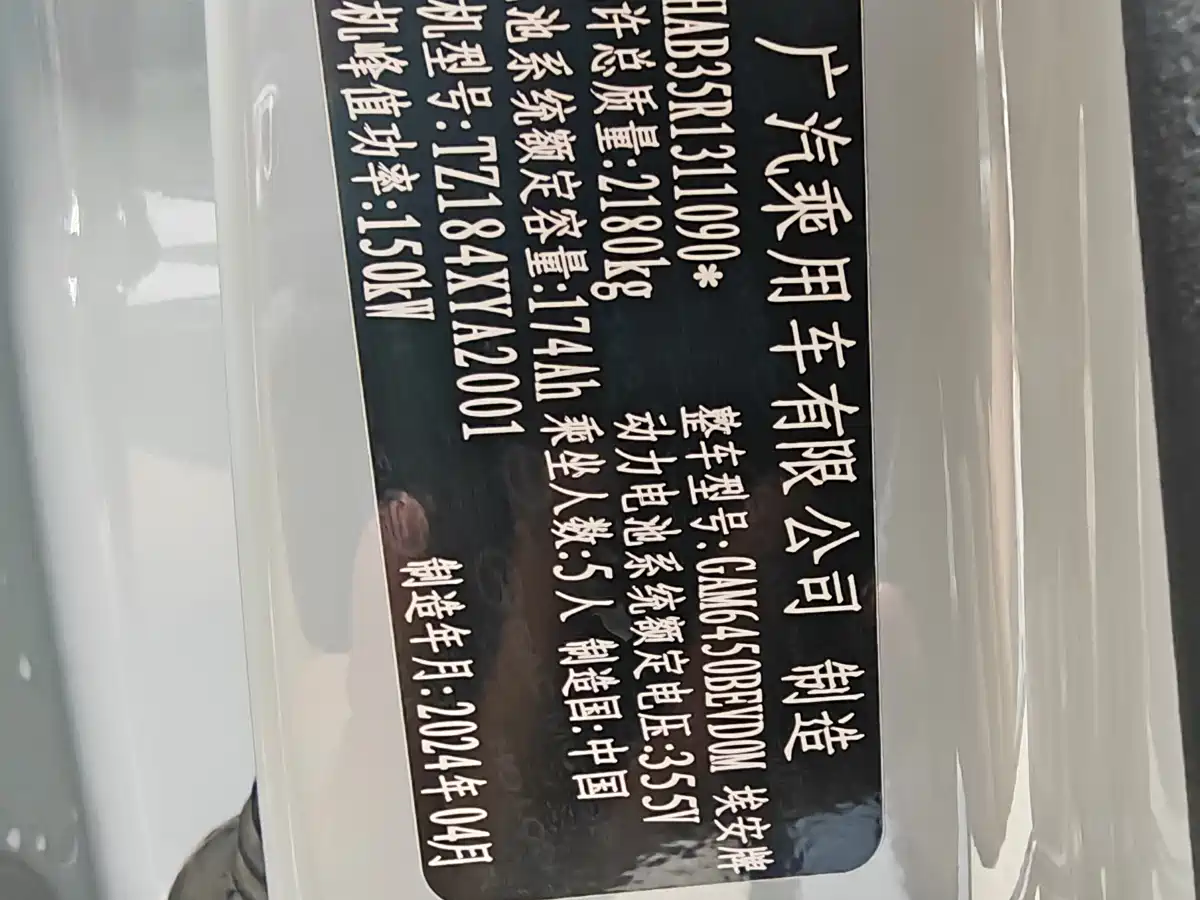 广汽乘用车有限公司 制造
HAB35R1311090* 整车型号:GAM6450BEVD0M 埃安牌
许总质量:2180kg 动力电池系统额定电压:355V
池系统额定容量:174Ah 乘坐人数:5人 制造国:中国
机型号:TZ184XYA2001
机峰值功率:150kW 制造年月:2024年04月